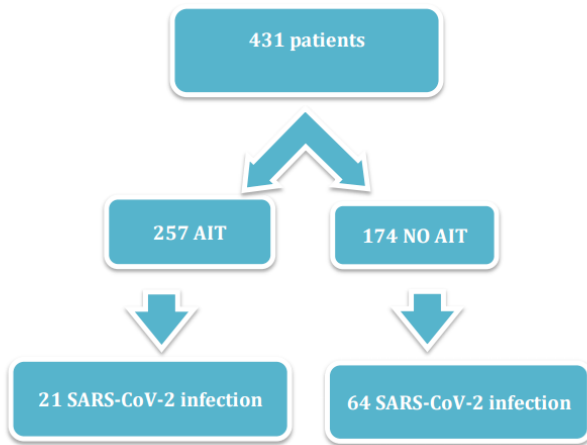 431 patients
257 AIT
174 NO AIT
21 SARS-CoV-2 infection
64 SARS-CoV-2 infection